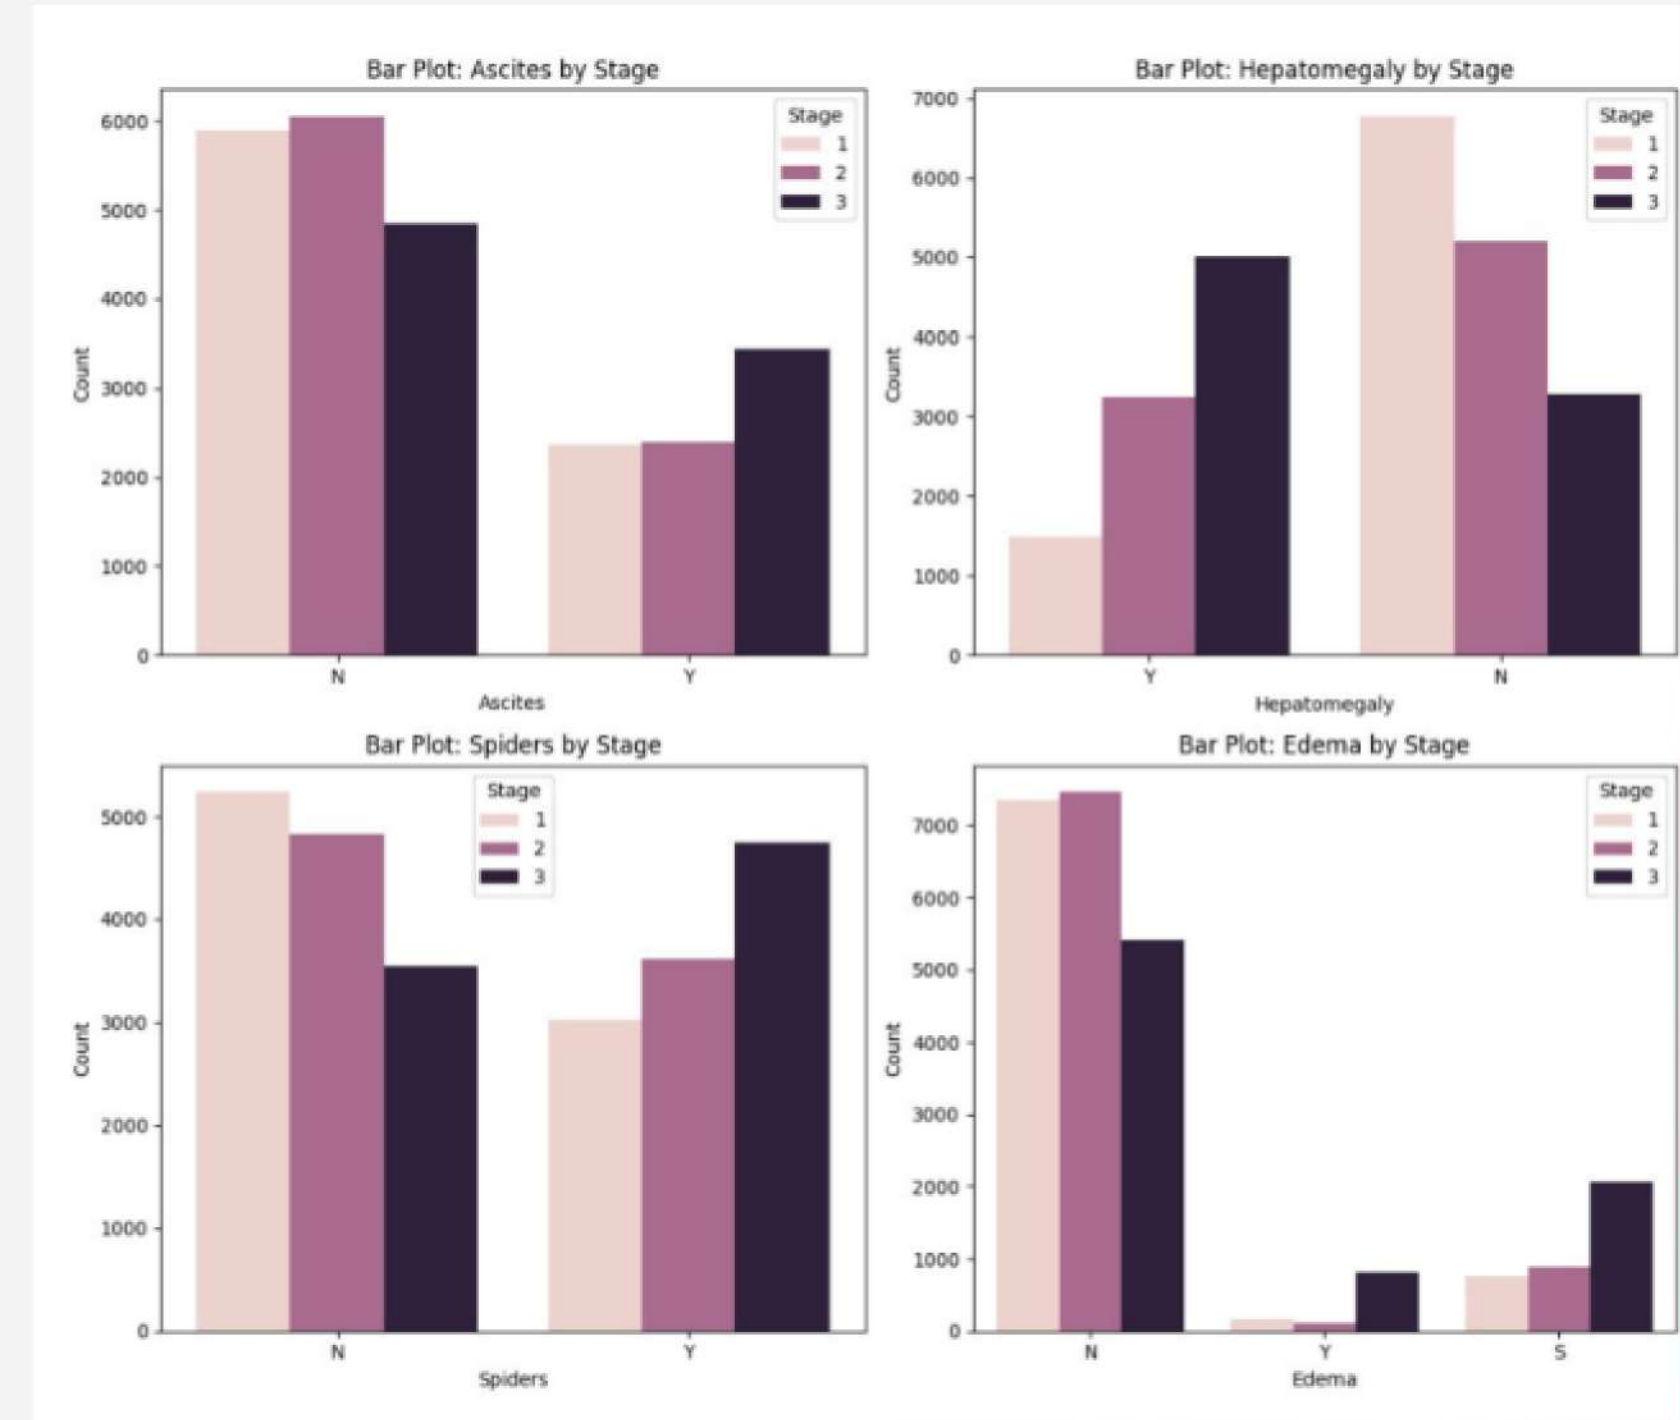 Bar Plot: Ascites by Stage
6000
5000
4000
3000
2000
1000
0
Count
Stage
1
2
3
N
Y
Ascites
Bar Plot: Hepatomegaly by Stage
7000
6000
5000
4000
3000
2000
1000
0
Count
Stage
1
2
3
Y
N
Hepatomegaly
Bar Plot: Spiders by Stage
5000
4000
3000
2000
1000
0
Count
Stage
1
2
3
N
Y
Spiders
Bar Plot: Edema by Stage
7000
6000
5000
4000
3000
2000
1000
0
Count
Stage
1
2
3
N
Y
S
Edema